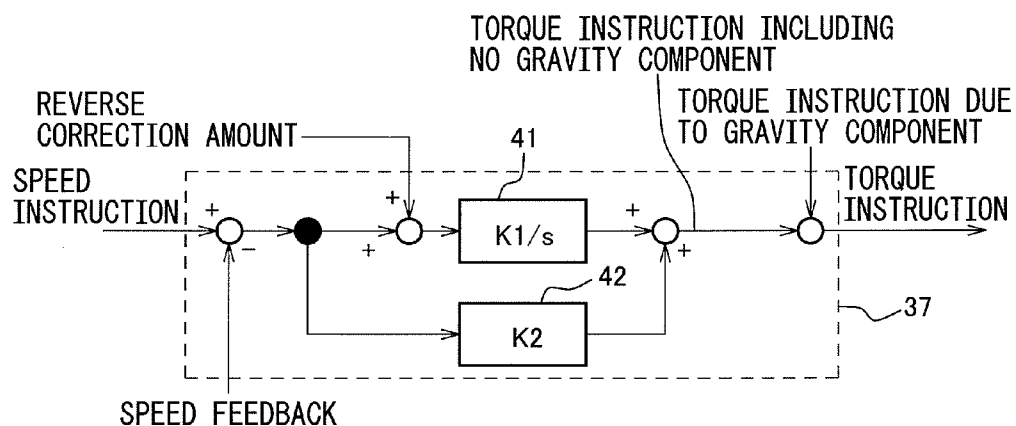 TORQUE INSTRUCTION INCLUDING
NO GRAVITY COMPONENT
REVERSE
CORRECTION AMOUNT
TORQUE INSTRUCTION DUE
TO GRAVITY COMPONENT
41
SPEED
INSTRUCTION
TORQUE
INSTRUCTION
+
+
+
−
+
K1/s
+
42
K2
37
SPEED FEEDBACK